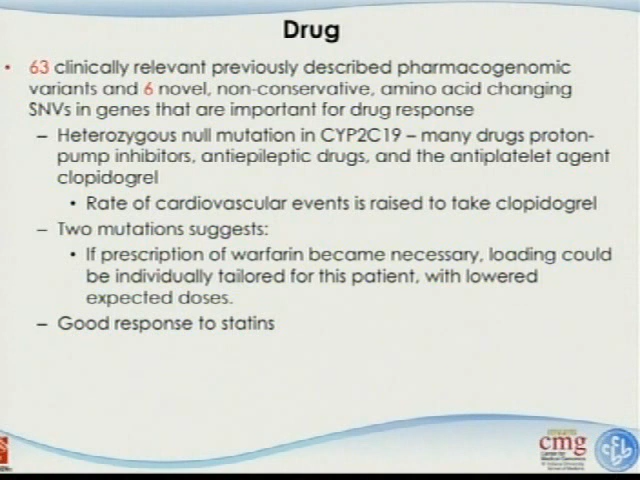 Drug
• 63 clinically relevant previously described pharmacogenomic
variants and 6 novel, non-conservative, amino acid changing
SNVs in genes that are important for drug response
– Heterozygous null mutation in CYP2C19 – many drugs proton-
pump inhibitors, antiepileptic drugs, and the antiplatelet agent
clopidogrel
• Rate of cardiovascular events is raised to take clopidogrel
– Two mutations suggests:
• If prescription of warfarin became necessary, loading could
be individually tailored for this patient, with lowered
expected doses.
– Good response to statins
cmg